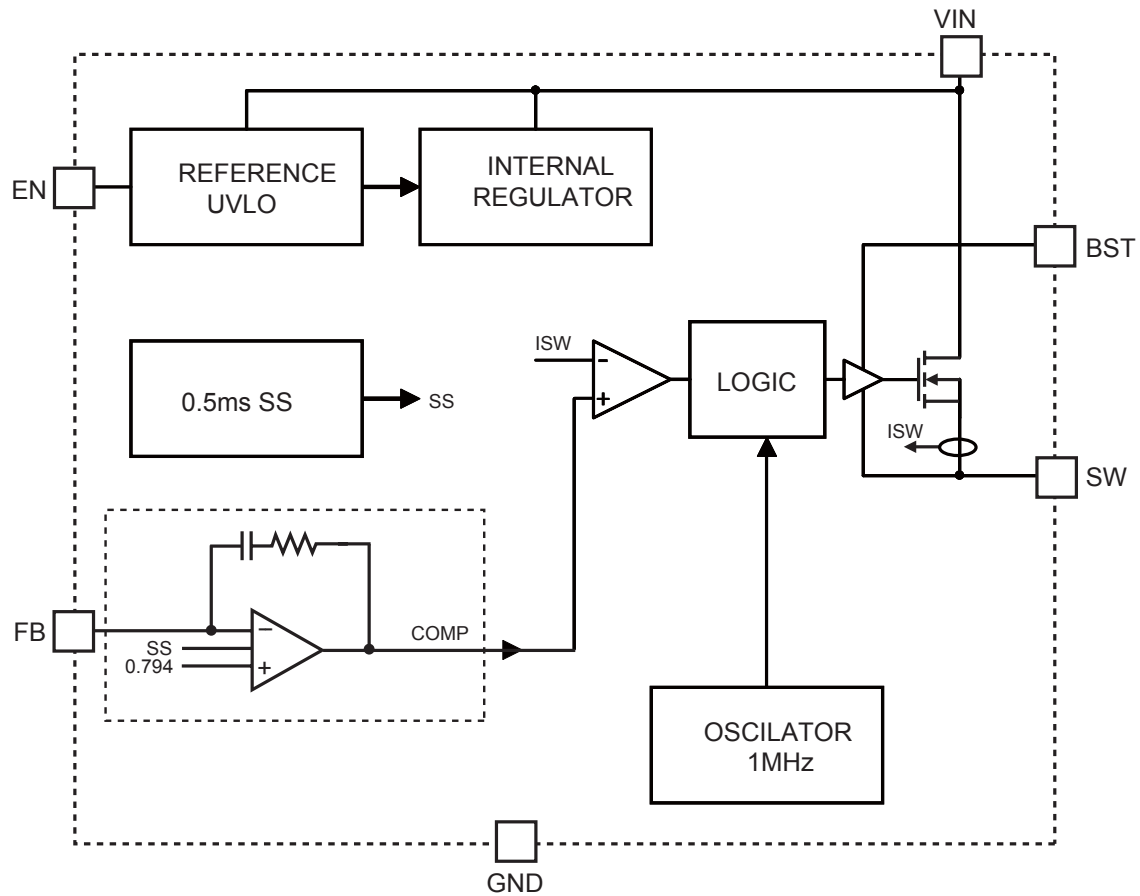 VIN
EN
REFERENCE
UVLO
INTERNAL
REGULATOR
BST
0.5ms SS
SS
ISW
-
+
LOGIC
ISW
SW
FB
SS
0.794
-
+
COMP
OSCILATOR
1MHz
GND